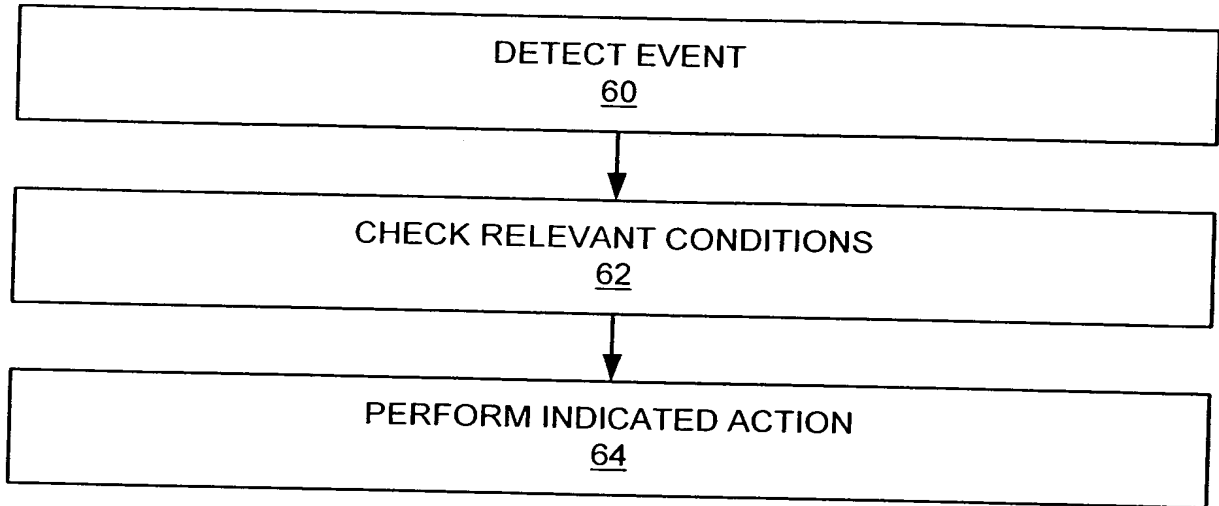 DETECT EVENT
60
CHECK RELEVANT CONDITIONS
62
PERFORM INDICATED ACTION
64